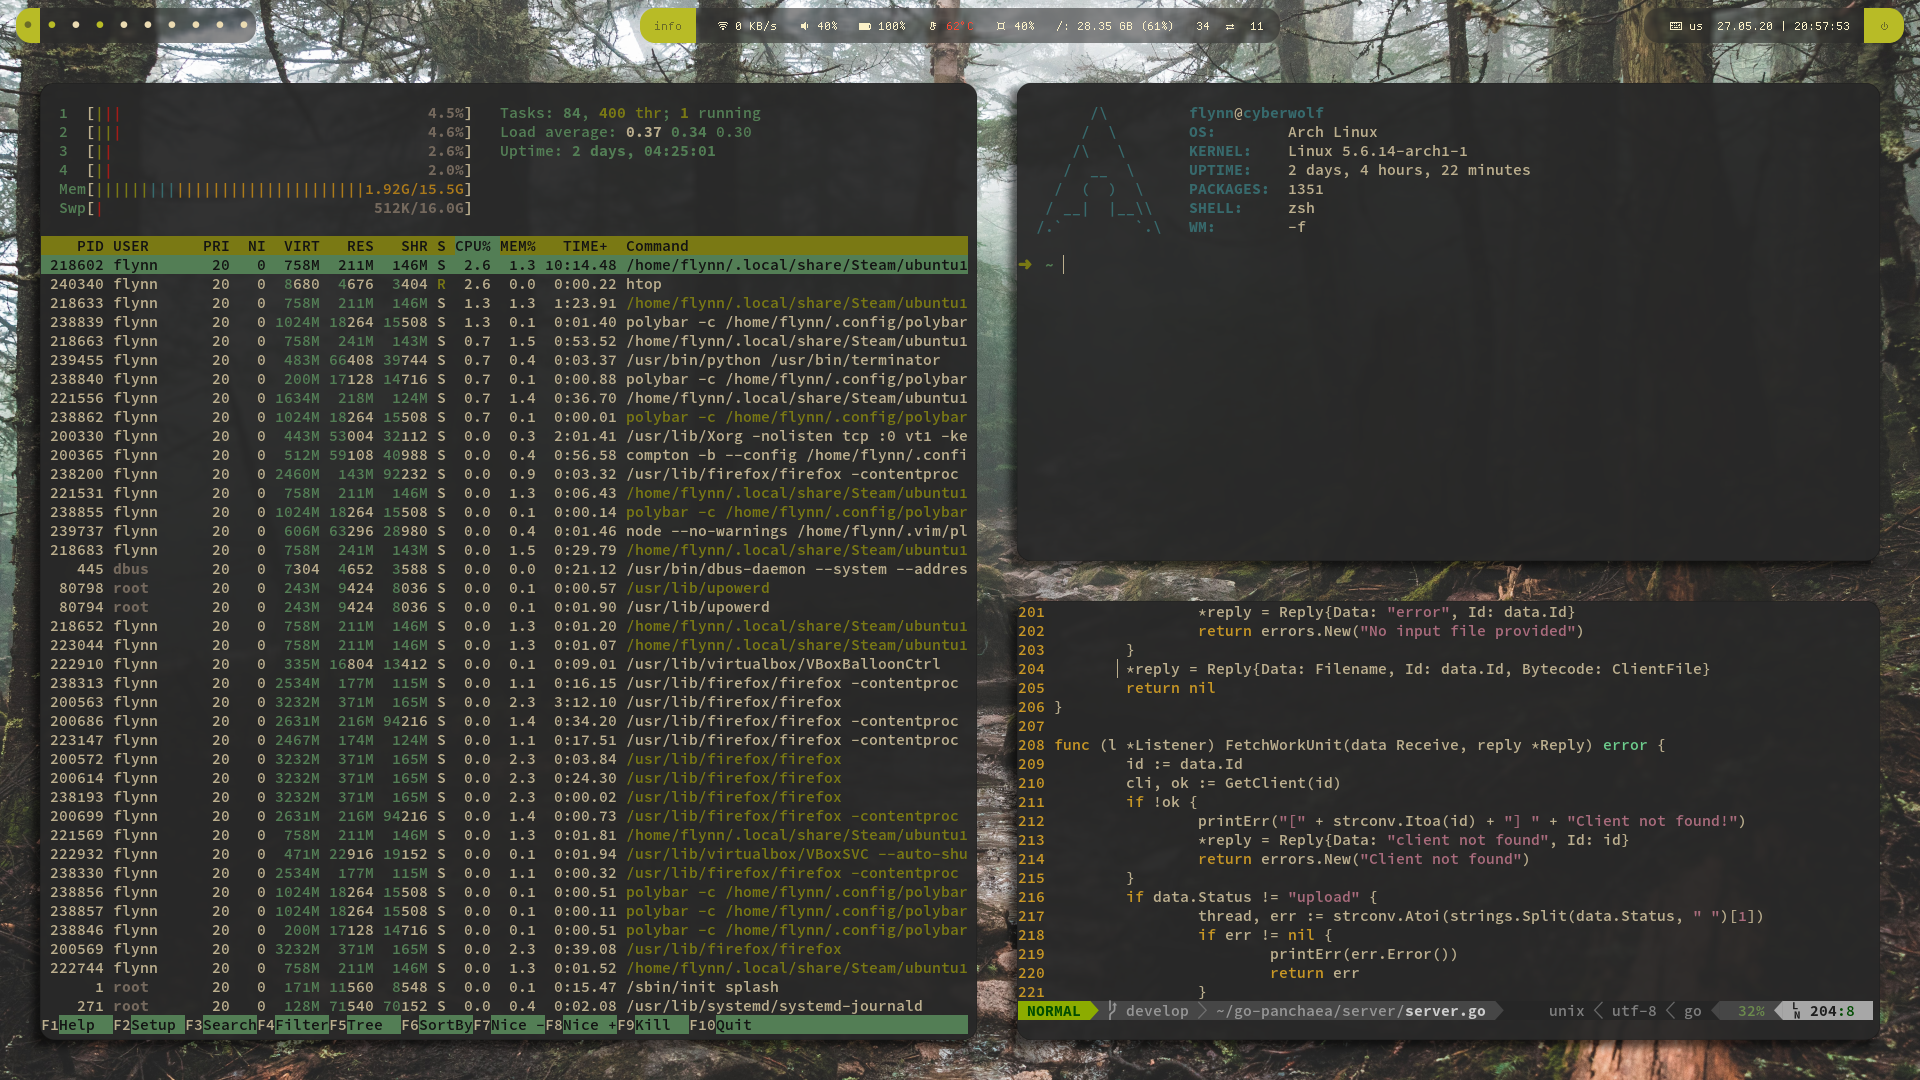 info 0 KB/s 40% 100% 62°C 40% /: 28.35 GB (61%) 34 ⇄ 11 us 27.05.20 | 20:57:53
1 [||| 4.5%] Tasks: 84, 400 thr; 1 running
2 [||| 4.6%] Load average: 0.37 0.34 0.30
3 [|| 2.6%] Uptime: 2 days, 04:25:01
4 [|| 2.0%]
Mem[||||||||||||||||||||||||||||||1.92G/15.5G]
Swp[| 512K/16.0G]
PID USER PRI NI VIRT RES SHR S CPU% MEM% TIME+ Command
218602 flynn 20 0 758M 211M 146M S 2.6 1.3 10:14.48 /home/flynn/.local/share/Steam/ubuntu1
240340 flynn 20 0 8680 4676 3404 R 2.6 0.0 0:00.22 htop
218633 flynn 20 0 758M 211M 146M S 1.3 1.3 1:23.91 /home/flynn/.local/share/Steam/ubuntu1
238839 flynn 20 0 1024M 18264 15508 S 1.3 0.1 0:01.40 polybar -c /home/flynn/.config/polybar
218663 flynn 20 0 758M 241M 143M S 0.7 1.5 0:53.52 /home/flynn/.local/share/Steam/ubuntu1
239455 flynn 20 0 483M 66408 39744 S 0.7 0.4 0:03.37 /usr/bin/python /usr/bin/terminator
238840 flynn 20 0 200M 17128 14716 S 0.7 0.1 0:00.88 polybar -c /home/flynn/.config/polybar
221556 flynn 20 0 1634M 218M 124M S 0.7 1.4 0:36.70 /home/flynn/.local/share/Steam/ubuntu1
238862 flynn 20 0 1024M 18264 15508 S 0.7 0.1 0:00.01 polybar -c /home/flynn/.config/polybar
200330 flynn 20 0 443M 53004 32112 S 0.0 0.3 2:01.41 /usr/lib/Xorg -nolisten tcp :0 vt1 -ke
200365 flynn 20 0 512M 59108 40988 S 0.0 0.4 0:56.58 compton -b --config /home/flynn/.confi
238200 flynn 20 0 2460M 143M 92232 S 0.0 0.9 0:03.32 /usr/lib/firefox/firefox -contentproc
221531 flynn 20 0 758M 211M 146M S 0.0 1.3 0:06.43 /home/flynn/.local/share/Steam/ubuntu1
238855 flynn 20 0 1024M 18264 15508 S 0.0 0.1 0:00.14 polybar -c /home/flynn/.config/polybar
239737 flynn 20 0 606M 63296 28980 S 0.0 0.4 0:01.46 node --no-warnings /home/flynn/.vim/pl
218683 flynn 20 0 758M 241M 143M S 0.0 1.5 0:29.79 /home/flynn/.local/share/Steam/ubuntu1
445 dbus 20 0 7304 4652 3588 S 0.0 0.0 0:21.12 /usr/bin/dbus-daemon --system --addres
80798 root 20 0 243M 9424 8036 S 0.0 0.1 0:00.57 /usr/lib/upowerd
80794 root 20 0 243M 9424 8036 S 0.0 0.1 0:01.90 /usr/lib/upowerd
218652 flynn 20 0 758M 211M 146M S 0.0 1.3 0:01.20 /home/flynn/.local/share/Steam/ubuntu1
223044 flynn 20 0 758M 211M 146M S 0.0 1.3 0:01.07 /home/flynn/.local/share/Steam/ubuntu1
222910 flynn 20 0 335M 16804 13412 S 0.0 0.1 0:09.01 /usr/lib/virtualbox/VBoxBalloonCtrl
238313 flynn 20 0 2534M 177M 115M S 0.0 1.1 0:16.15 /usr/lib/firefox/firefox -contentproc
200563 flynn 20 0 3232M 371M 165M S 0.0 2.3 3:12.10 /usr/lib/firefox/firefox
200686 flynn 20 0 2631M 216M 94216 S 0.0 1.4 0:34.20 /usr/lib/firefox/firefox -contentproc
223147 flynn 20 0 2467M 174M 124M S 0.0 1.1 0:17.51 /usr/lib/firefox/firefox -contentproc
200572 flynn 20 0 3232M 371M 165M S 0.0 2.3 0:03.84 /usr/lib/firefox/firefox
200614 flynn 20 0 3232M 371M 165M S 0.0 2.3 0:24.30 /usr/lib/firefox/firefox
238193 flynn 20 0 3232M 371M 165M S 0.0 2.3 0:00.02 /usr/lib/firefox/firefox
200699 flynn 20 0 2631M 216M 94216 S 0.0 1.4 0:00.73 /usr/lib/firefox/firefox -contentproc
221569 flynn 20 0 758M 211M 146M S 0.0 1.3 0:01.81 /home/flynn/.local/share/Steam/ubuntu1
222932 flynn 20 0 471M 22916 19152 S 0.0 0.1 0:01.94 /usr/lib/virtualbox/VBoxSVC --auto-shu
238330 flynn 20 0 2534M 177M 115M S 0.0 1.1 0:00.32 /usr/lib/firefox/firefox -contentproc
238856 flynn 20 0 1024M 18264 15508 S 0.0 0.1 0:00.51 polybar -c /home/flynn/.config/polybar
238857 flynn 20 0 1024M 18264 15508 S 0.0 0.1 0:00.11 polybar -c /home/flynn/.config/polybar
238846 flynn 20 0 200M 17128 14716 S 0.0 0.1 0:00.51 polybar -c /home/flynn/.config/polybar
200569 flynn 20 0 3232M 371M 165M S 0.0 2.3 0:39.08 /usr/lib/firefox/firefox
222744 flynn 20 0 758M 211M 146M S 0.0 1.3 0:01.52 /home/flynn/.local/share/Steam/ubuntu1
1 root 20 0 171M 11560 8548 S 0.0 0.1 0:15.47 /sbin/init splash
271 root 20 0 128M 71540 70152 S 0.0 0.4 0:02.08 /usr/lib/systemd/systemd-journald
F1Help F2Setup F3SearchF4FilterF5Tree F6SortByF7Nice -F8Nice +F9Kill F10Quit
flynn@cyberwolf
OS: Arch Linux
KERNEL: Linux 5.6.14-arch1-1
UPTIME: 2 days, 4 hours, 22 minutes
PACKAGES: 1351
SHELL: zsh
WM: -f
➜ ~
201 *reply = Reply{Data: "error", Id: data.Id}
202 return errors.New("No input file provided")
203 }
204 *reply = Reply{Data: Filename, Id: data.Id, Bytecode: ClientFile}
205 return nil
206 }
207
208 func (l *Listener) FetchWorkUnit(data Receive, reply *Reply) error {
209 id := data.Id
210 cli, ok := GetClient(id)
211 if !ok {
212 printErr("[" + strconv.Itoa(id) + "] " + "Client not found!")
213 *reply = Reply{Data: "client not found", Id: id}
214 return errors.New("Client not found")
215 }
216 if data.Status != "upload" {
217 thread, err := strconv.Atoi(strings.Split(data.Status, " ")[1])
218 if err != nil {
219 printErr(err.Error())
220 return err
221 }
NORMAL develop ~/go-panchaea/server/server.go unix utf-8 go 32% LN 204:8